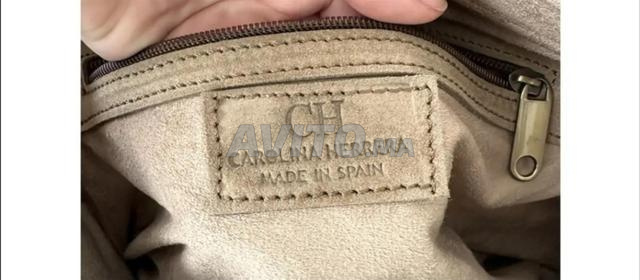 CH
AVITO
CAROLINA HERRERA
MADE IN SPAIN